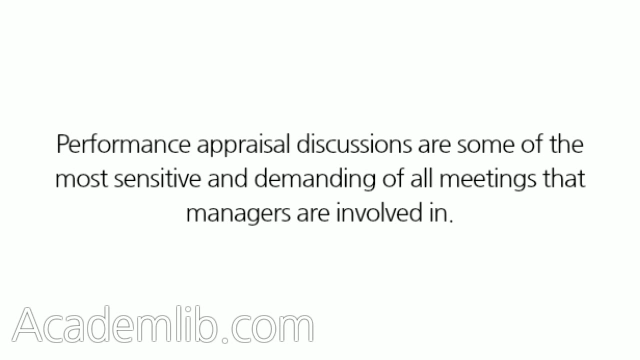 Performance appraisal discussions are some of the
most sensitive and demanding of all meetings that
managers are involved in.
Academlib.com